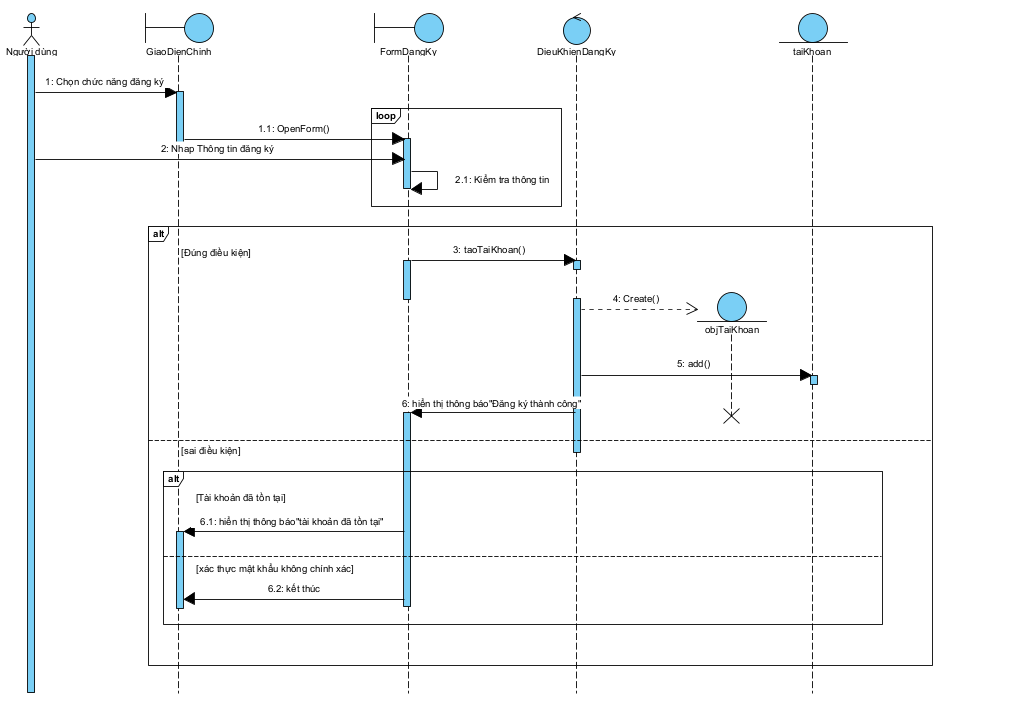 Người dùng
GiaoDienChinh
FormDangKy
DieuKhienDangKy
taiKhoan
1: Chọn chức năng đăng ký
loop
1.1: OpenForm()
2: Nhap Thông tin đăng ký
2.1: Kiểm tra thông tin
alt
[Đúng điều kiện]
3: taoTaiKhoan()
4: Create()
objTaiKhoan
5: add()
6: hiển thị thông báo"Đăng ký thành công"
[sai điều kiện]
alt
[Tài khoản đã tồn tại]
6.1: hiển thị thông báo"tài khoản đã tồn tại"
[xác thực mật khẩu không chính xác]
6.2: kết thúc